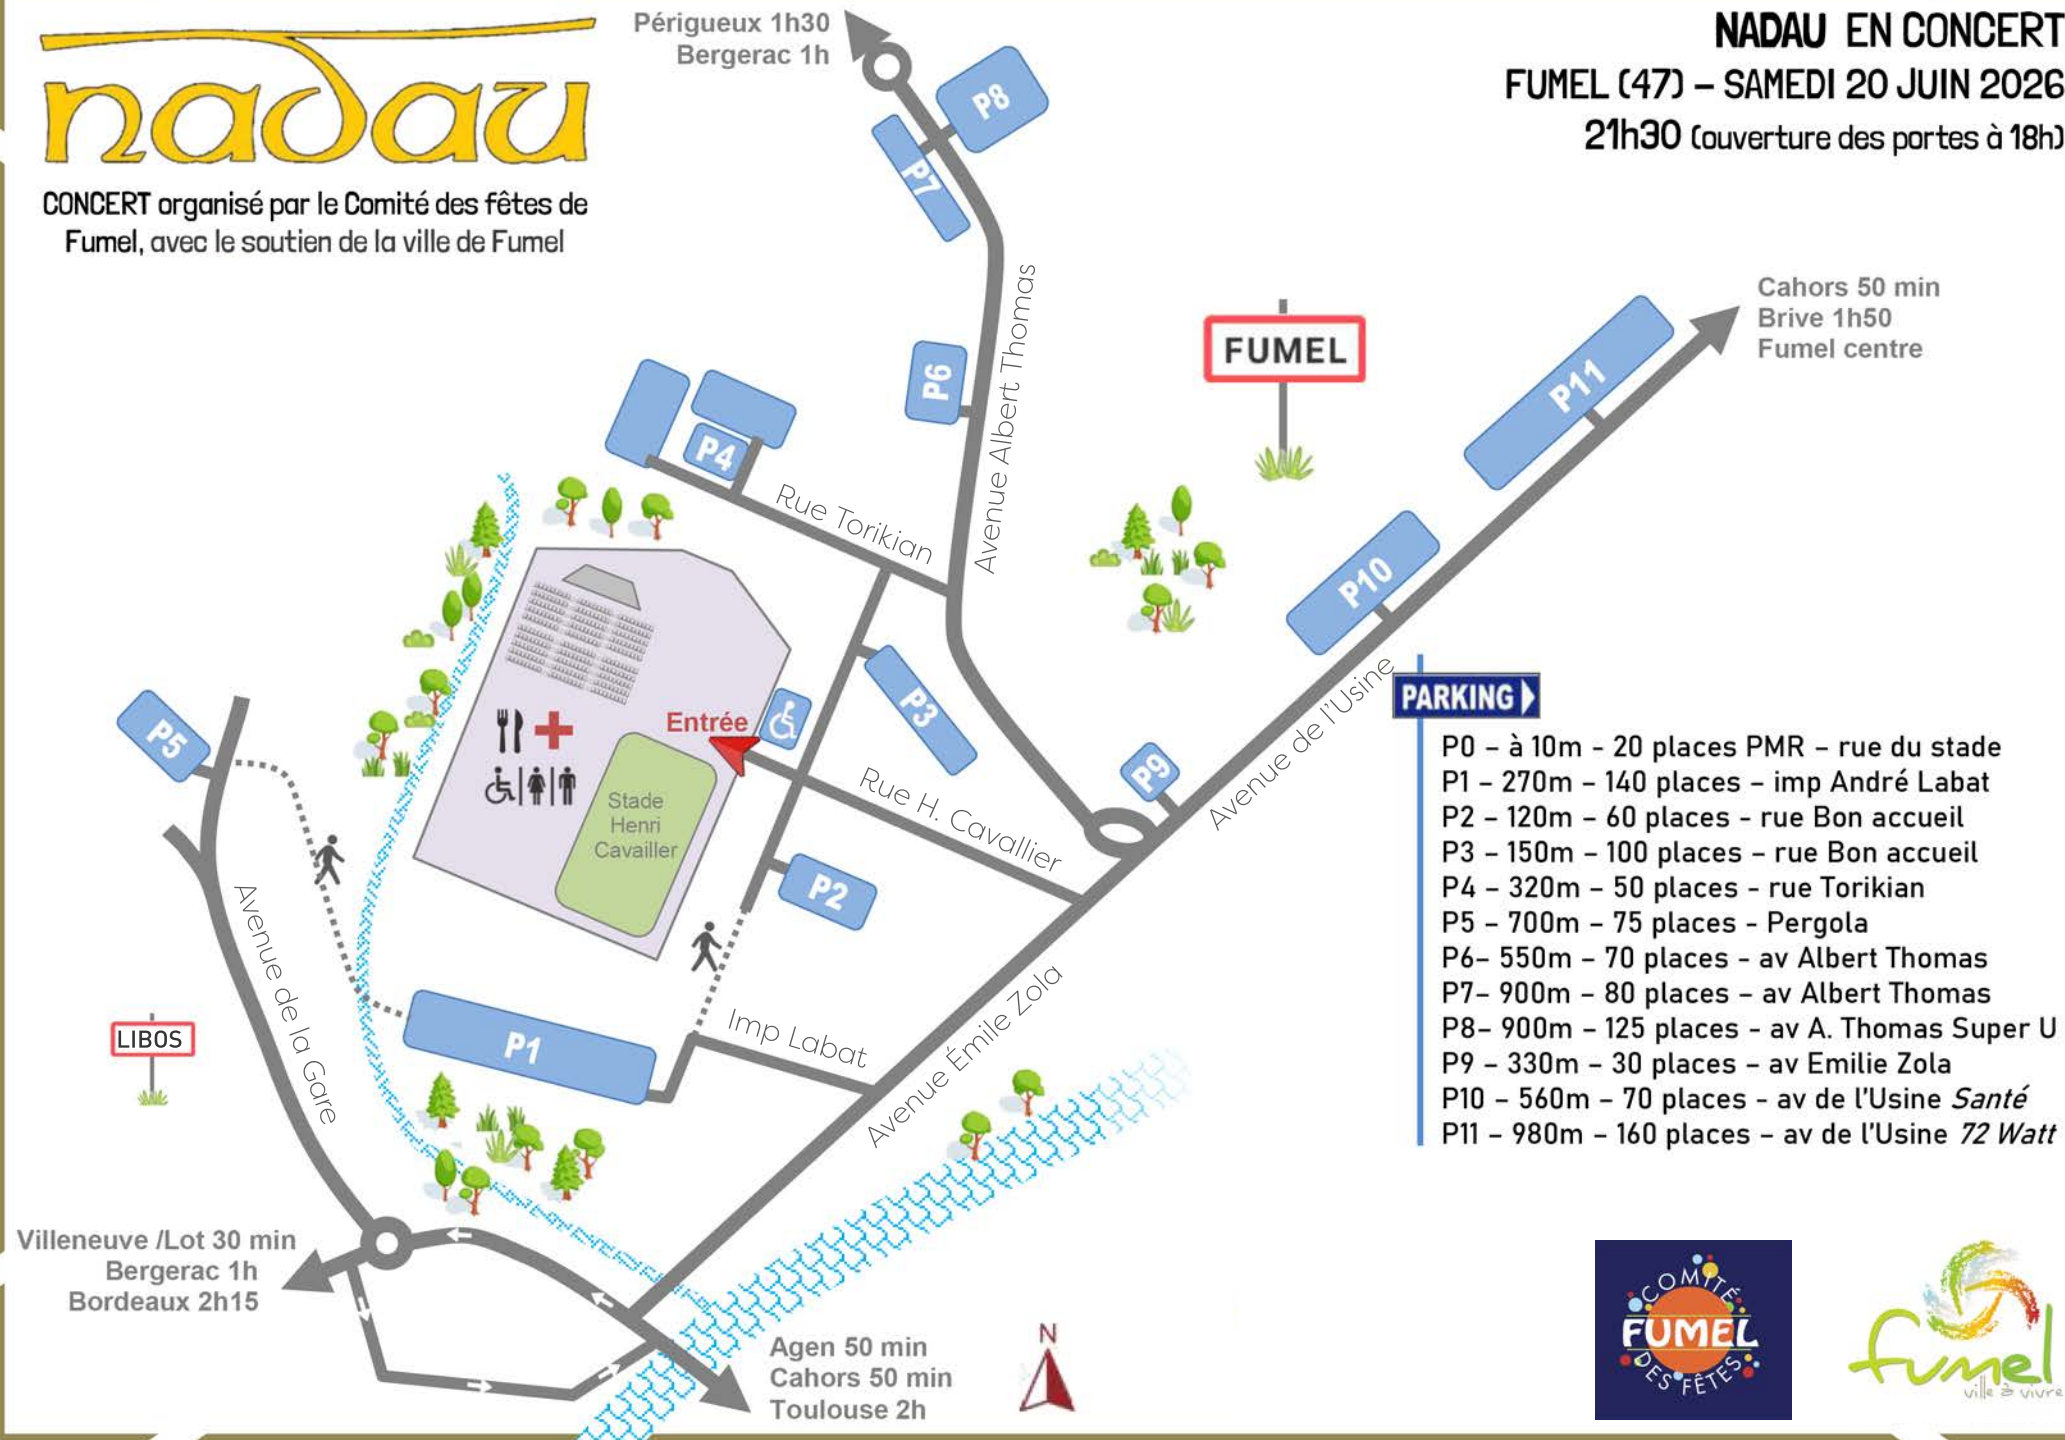 nadau
CONCERT organisé par le Comité des fêtes de
Fumel, avec le soutien de la ville de Fumel
Périgueux 1h30
Bergerac 1h
NADAU EN CONCERT
FUMEL (47) – SAMEDI 20 JUIN 2026
21h30 (ouverture des portes à 18h)
P8
P7
Avenue Albert Thomas
P6
FUMEL
Cahors 50 min
Brive 1h50
Fumel centre
P11
P4
Rue Torikian
P10
Avenue de l'Usine
P3
Entrée
P5
P9
Rue H. Cavallier
Stade
Henri
Cavailler
P2
Avenue de la Gare
LIBOS
P1
Imp Labat
Avenue Émile Zola
PARKING
P0 – à 10m - 20 places PMR – rue du stade
P1 – 270m – 140 places – imp André Labat
P2 – 120m – 60 places - rue Bon accueil
P3 – 150m – 100 places – rue Bon accueil
P4 – 320m – 50 places - rue Torikian
P5 – 700m – 75 places - Pergola
P6– 550m – 70 places - av Albert Thomas
P7– 900m – 80 places – av Albert Thomas
P8– 900m – 125 places - av A. Thomas Super U
P9 – 330m – 30 places – av Emilie Zola
P10 – 560m – 70 places - av de l'Usine Santé
P11 – 980m – 160 places – av de l'Usine 72 Watt
Villeneuve /Lot 30 min
Bergerac 1h
Bordeaux 2h15
Agen 50 min
Cahors 50 min
Toulouse 2h
N
COMITÉ
FUMEL
DES FÊTES
fumel
ville à vivre